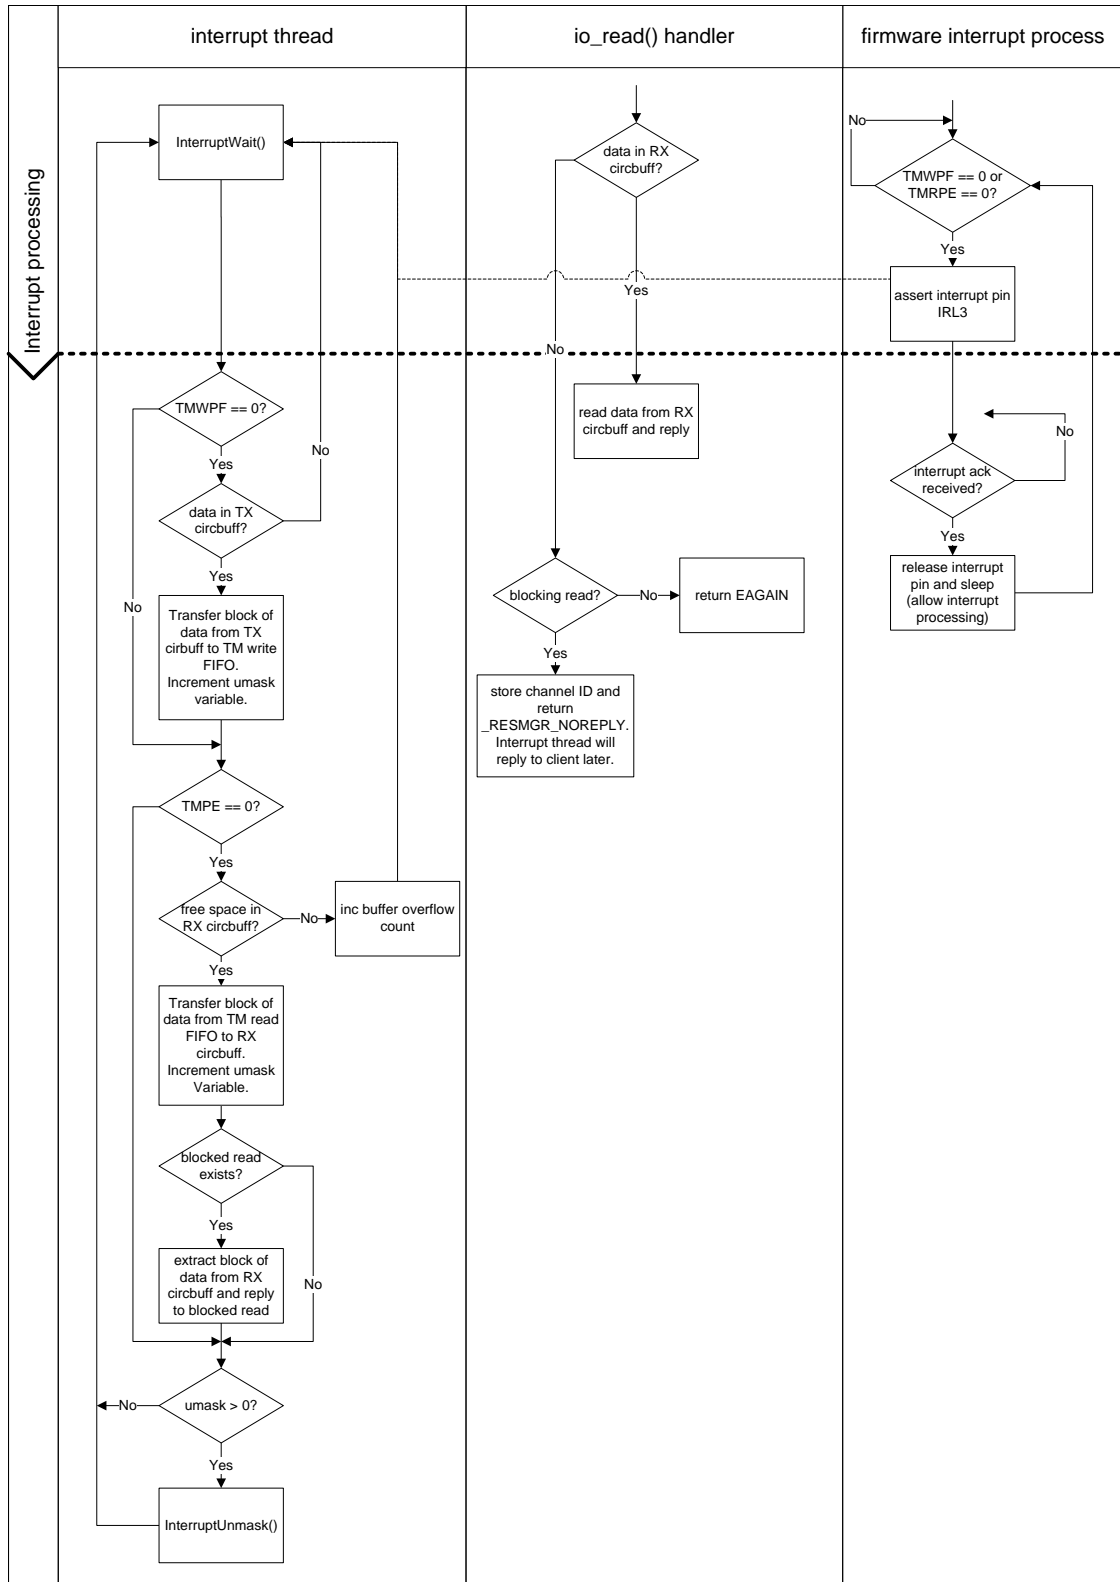 interrupt thread
io_read() handler
firmware interrupt process
Interrupt processing
InterruptWait()
TMWPF == 0?
Yes
No
data in TX
circbuff?
No
Yes
Transfer block of
data from TX
cirbuff to TM write
FIFO.
Increment umask
variable.
TMPE == 0?
Yes
free space in
RX circbuff?
No
inc buffer overflow
count
Yes
Transfer block of
data from TM read
FIFO to RX
circbuff.
Increment umask
Variable.
blocked read
exists?
Yes
No
extract block of
data from RX
circbuff and reply
to blocked read
umask > 0?
No
Yes
InterruptUnmask()
data in RX
circbuff?
Yes
No
read data from RX
circbuff and reply
blocking read?
No
return EAGAIN
Yes
store channel ID and
return
_RESMGR_NOREPLY.
Interrupt thread will
reply to client later.
No
TMWPF == 0 or
TMRPE == 0?
Yes
assert interrupt pin
IRL3
No
interrupt ack
received?
Yes
release interrupt
pin and sleep
(allow interrupt
processing)